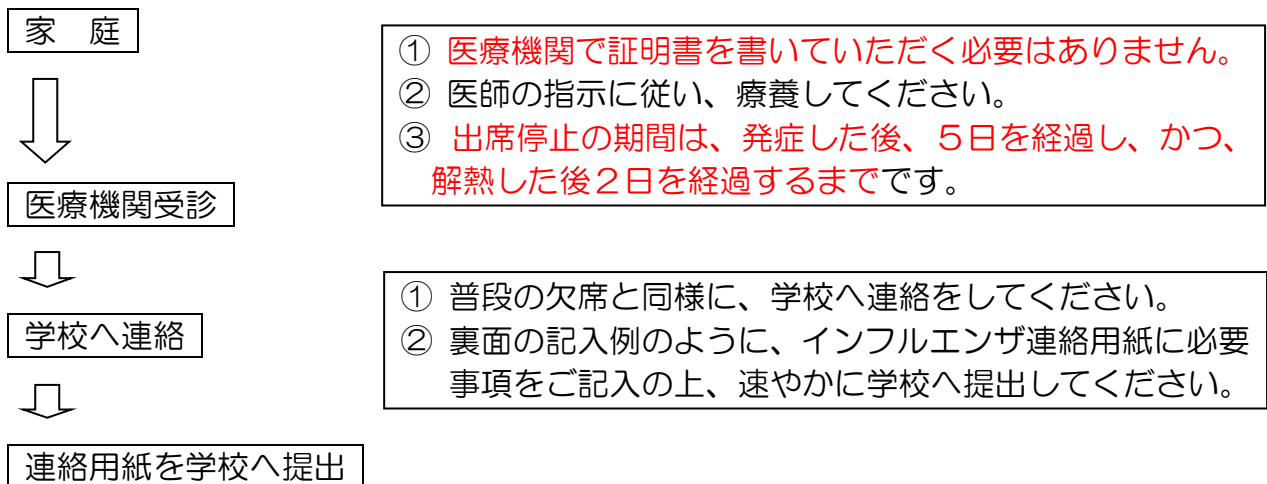 家　庭
① 医療機関で証明書を書いていただく必要はありません。
② 医師の指示に従い、療養してください。
③ 出席停止の期間は、発症した後、５日を経過し、かつ、
解熱した後２日を経過するまでです。
医療機関受診
① 普段の欠席と同様に、学校へ連絡をしてください。
② 裏面の記入例のように、インフルエンザ連絡用紙に必要
事項をご記入の上、速やかに学校へ提出してください。
学校へ連絡
連絡用紙を学校へ提出